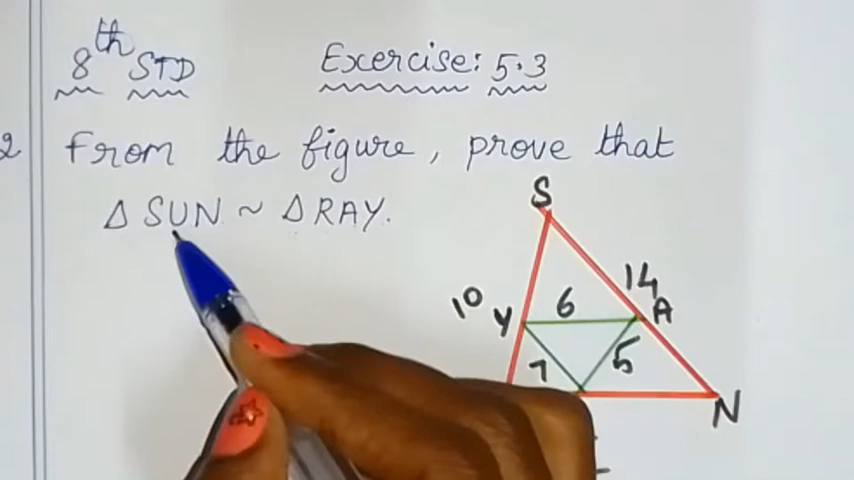 8th STD Exercise: 5.3
2 From the figure, prove that
Δ SUN ~ Δ RAY.
S
14
10 Y 6 A
7 5
N